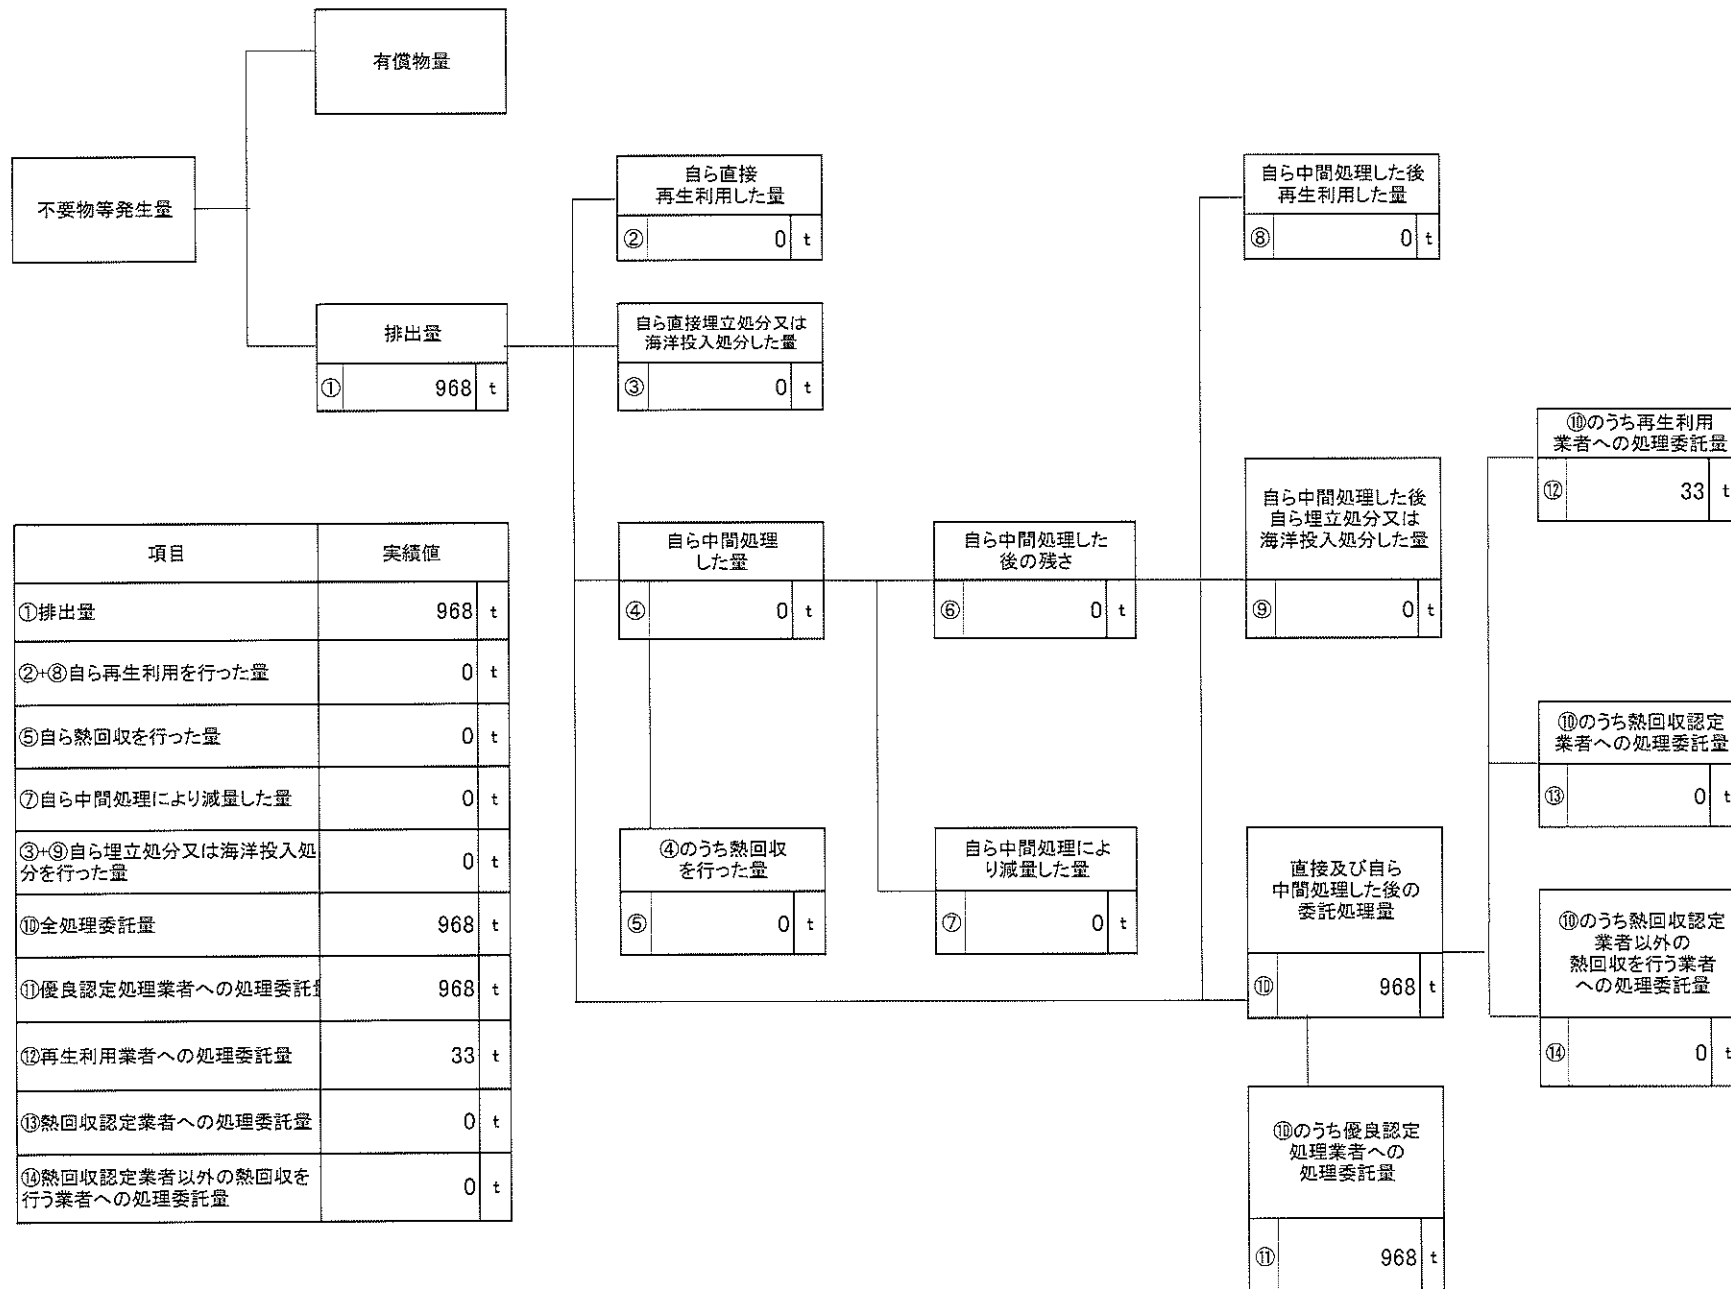 有償物量
不要物等発生量
排出量
① 968 t
自ら直接
再生利用した量
② 0 t
自ら直接埋立処分又は
海洋投入処分した量
③ 0 t
自ら中間処理
した量
④ 0 t
④のうち熱回収
を行った量
⑤ 0 t
自ら中間処理した
後の残さ
⑥ 0 t
自ら中間処理によ
り減量した量
⑦ 0 t
自ら中間処理した後
再生利用した量
⑧ 0 t
自ら中間処理した後
自ら埋立処分又は
海洋投入処分した量
⑨ 0 t
直接及び自ら
中間処理した後の
委託処理量
⑩ 968 t
⑩のうち優良認定
処理業者への
処理委託量
⑪ 968 t
⑩のうち再生利用
業者への処理委託量
⑫ 33 t
⑩のうち熱回収認定
業者への処理委託量
⑬ 0 t
⑩のうち熱回収認定
業者以外の
熱回収を行う業者
への処理委託量
⑭ 0 t
項目 実績値
①排出量 968 t
②+⑧自ら再生利用を行った量 0 t
⑤自ら熱回収を行った量 0 t
⑦自ら中間処理により減量した量 0 t
③+⑨自ら埋立処分又は海洋投入処
分を行った量 0 t
⑩全処理委託量 968 t
⑪優良認定処理業者への処理委託 968 t
⑫再生利用業者への処理委託量 33 t
⑬熱回収認定業者への処理委託量 0 t
⑭熱回収認定業者以外の熱回収を
行う業者への処理委託量 0 t